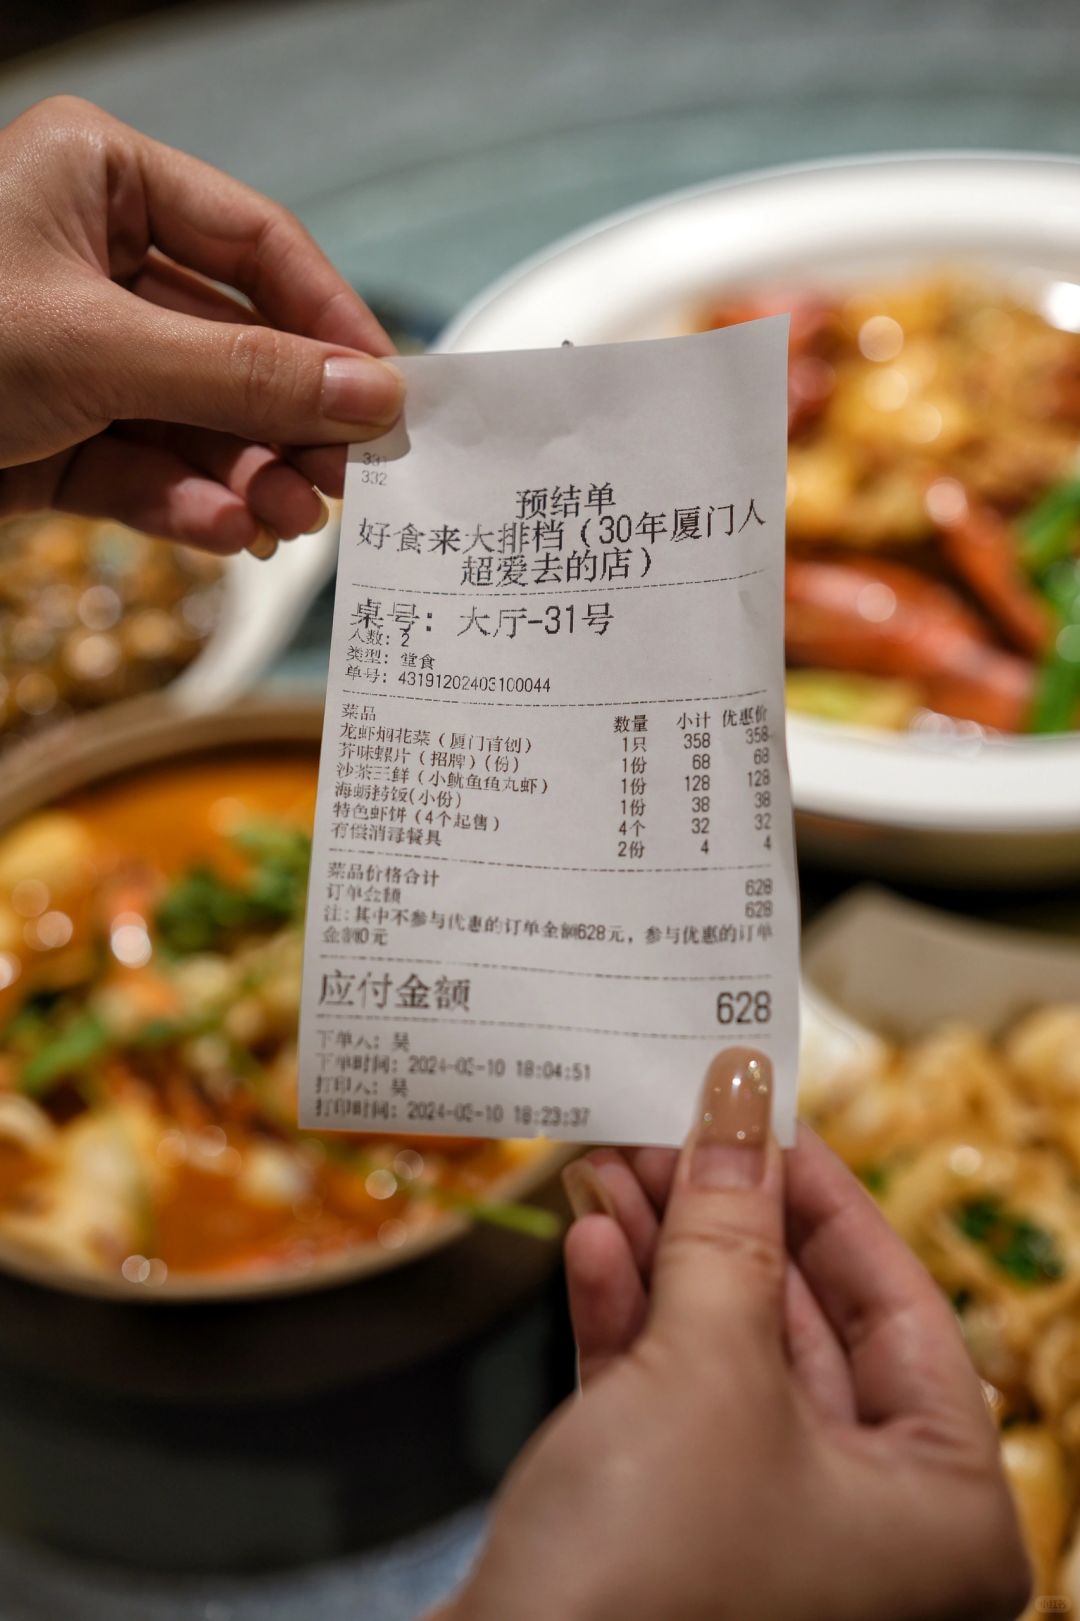 331
332
预结单
好食来大排档（30年厦门人
超爱去的店）
桌号： 大厅-31号
人数: 2
类型: 堂食
单号: 43191202403100044
菜品 数量 小计 优惠价
龙虾焖花菜（厦门首创） 1只 358 358
芥味螺片（招牌）(份) 1份 68 68
沙茶三鲜（小鱿鱼鱼丸虾） 1份 128 128
海蛎捞饭(小份) 1份 38 38
特色虾饼（4个起售） 4个 32 32
有偿消毒餐具 2份 4 4
菜品价格合计 628
订单金额 628
注:其中不参与优惠的订单金额628元，参与优惠的订单
金额0元
应付金额 628
下单人: 吴
下单时间: 2024-03-10 18:04:51
打印人: 吴
打印时间: 2024-03-10 18:23:37
小红书